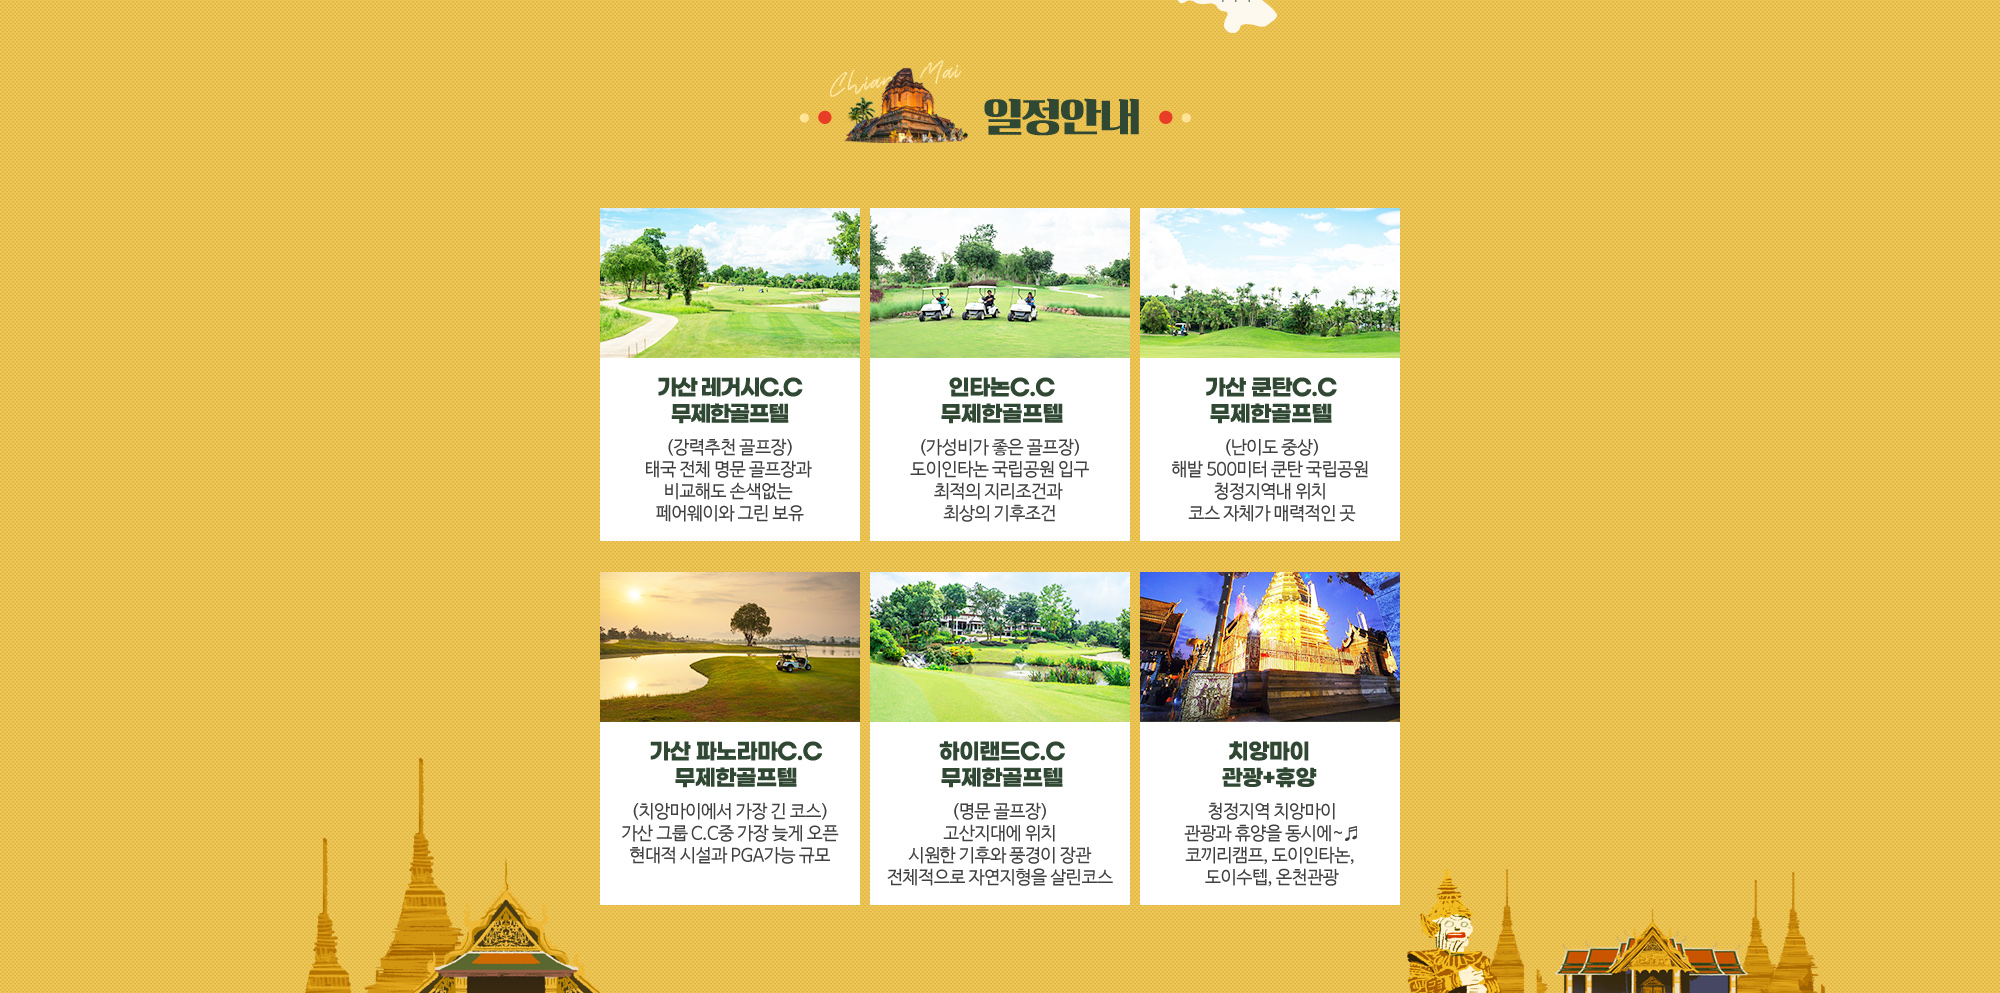 Chiang Mai
일정안내
가산 레거시C.C
무제한골프텔
(강력추천 골프장)
태국 전체 명문 골프장과
비교해도 손색없는
페어웨이와 그린 보유
인타논C.C
무제한골프텔
(가성비가 좋은 골프장)
도이인타논 국립공원 입구
최적의 지리조건과
최상의 기후조건
가산 쿤탄C.C
무제한골프텔
(난이도 중상)
해발 500미터 쿤탄 국립공원
청정지역내 위치
코스 자체가 매력적인 곳
가산 파노라마C.C
무제한골프텔
(치앙마이에서 가장 긴 코스)
가산 그룹 C.C중 가장 늦게 오픈
현대적 시설과 PGA가능 규모
하이랜드C.C
무제한골프텔
(명문 골프장)
고산지대에 위치
시원한 기후와 풍경이 장관
전체적으로 자연지형을 살린코스
치앙마이
관광+휴양
청정지역 치앙마이
관광과 휴양을 동시에~♬
코끼리캠프, 도이인타논,
도이수텝, 온천관광